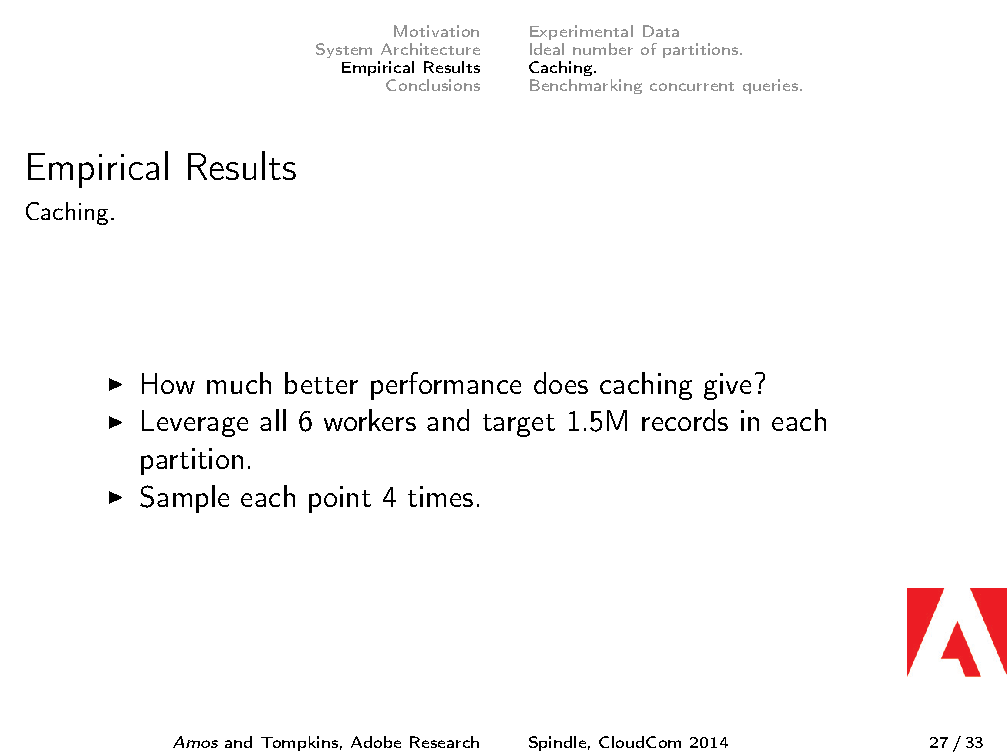 Motivation
System Architecture
Empirical Results
Conclusions
Experimental Data
Ideal number of partitions.
Caching.
Benchmarking concurrent queries.
Empirical Results
Caching.
How much better performance does caching give?
Leverage all 6 workers and target 1.5M records in each
partition.
Sample each point 4 times.
Amos and Tompkins, Adobe Research
Spindle, CloudCom 2014
27 / 33